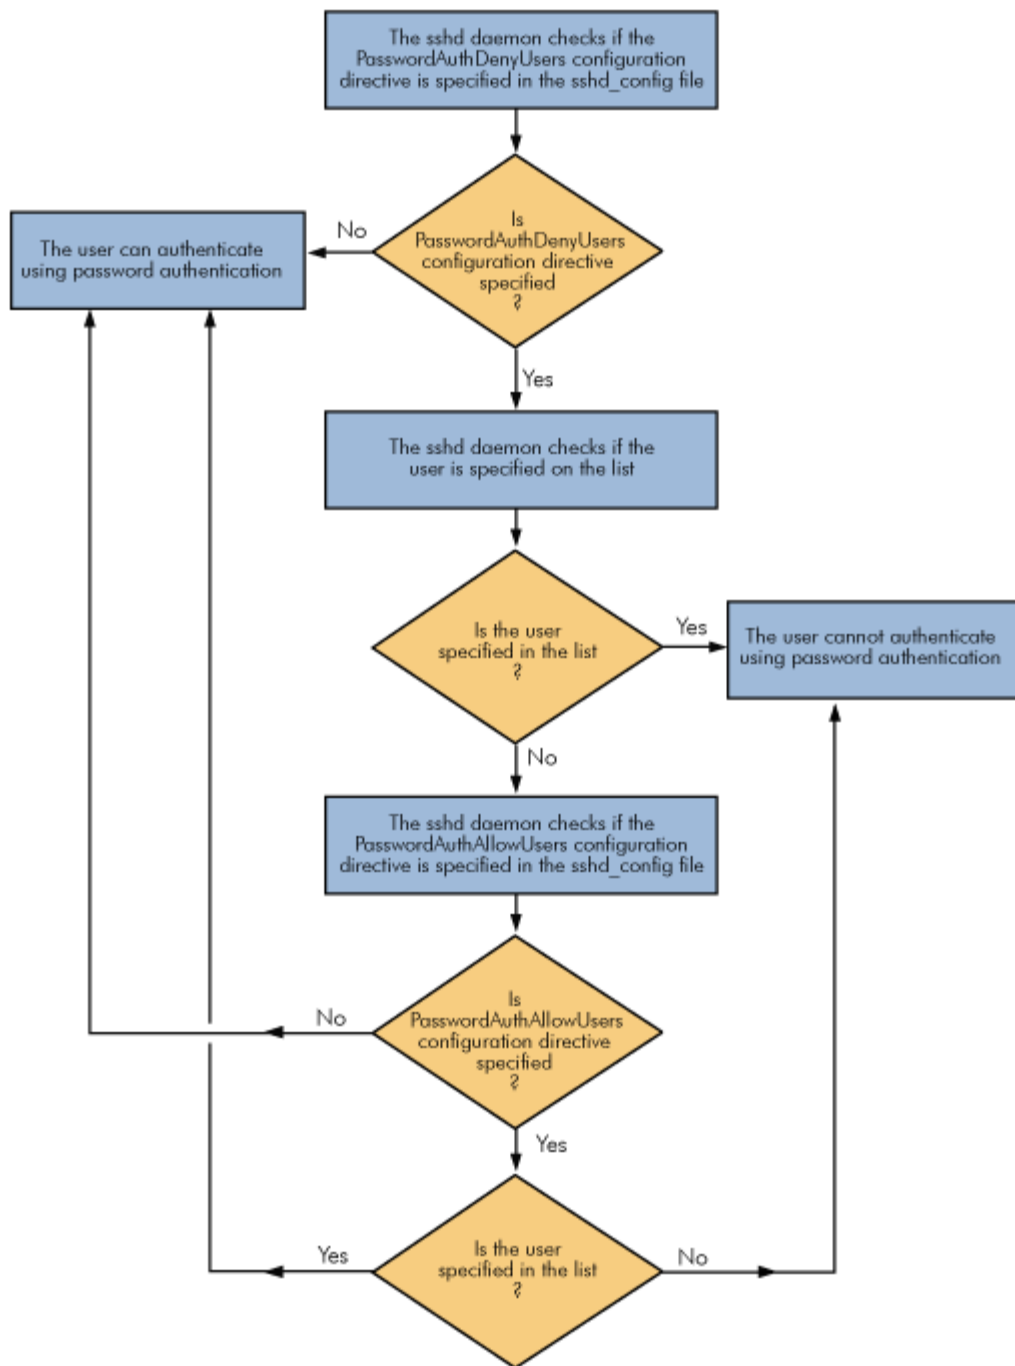 The sshd daemon checks if the
PasswordAuthDenyUsers configuration
directive is specified in the sshd_config file
Is
PasswordAuthDenyUsers
configuration directive
specified
?
No
The user can authenticate
using password authentication
Yes
The sshd daemon checks if the
user is specified on the list
Is the user
specified in the list
?
Yes
The user cannot authenticate
using password authentication
No
The sshd daemon checks if the
PasswordAuthAllowUsers configuration
directive is specified in the sshd_config file
Is
PasswordAuthAllowUsers
configuration directive
specified
?
No
Yes
Is the user
specified in the list
?
Yes
No